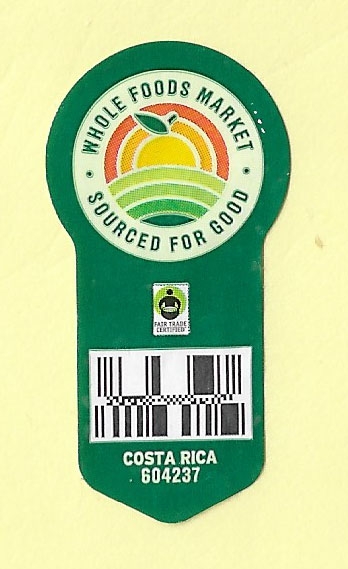 WHOLE FOODS MARKET
SOURCED FOR GOOD
FAIR TRADE
CERTIFIED
COSTA RICA
604237